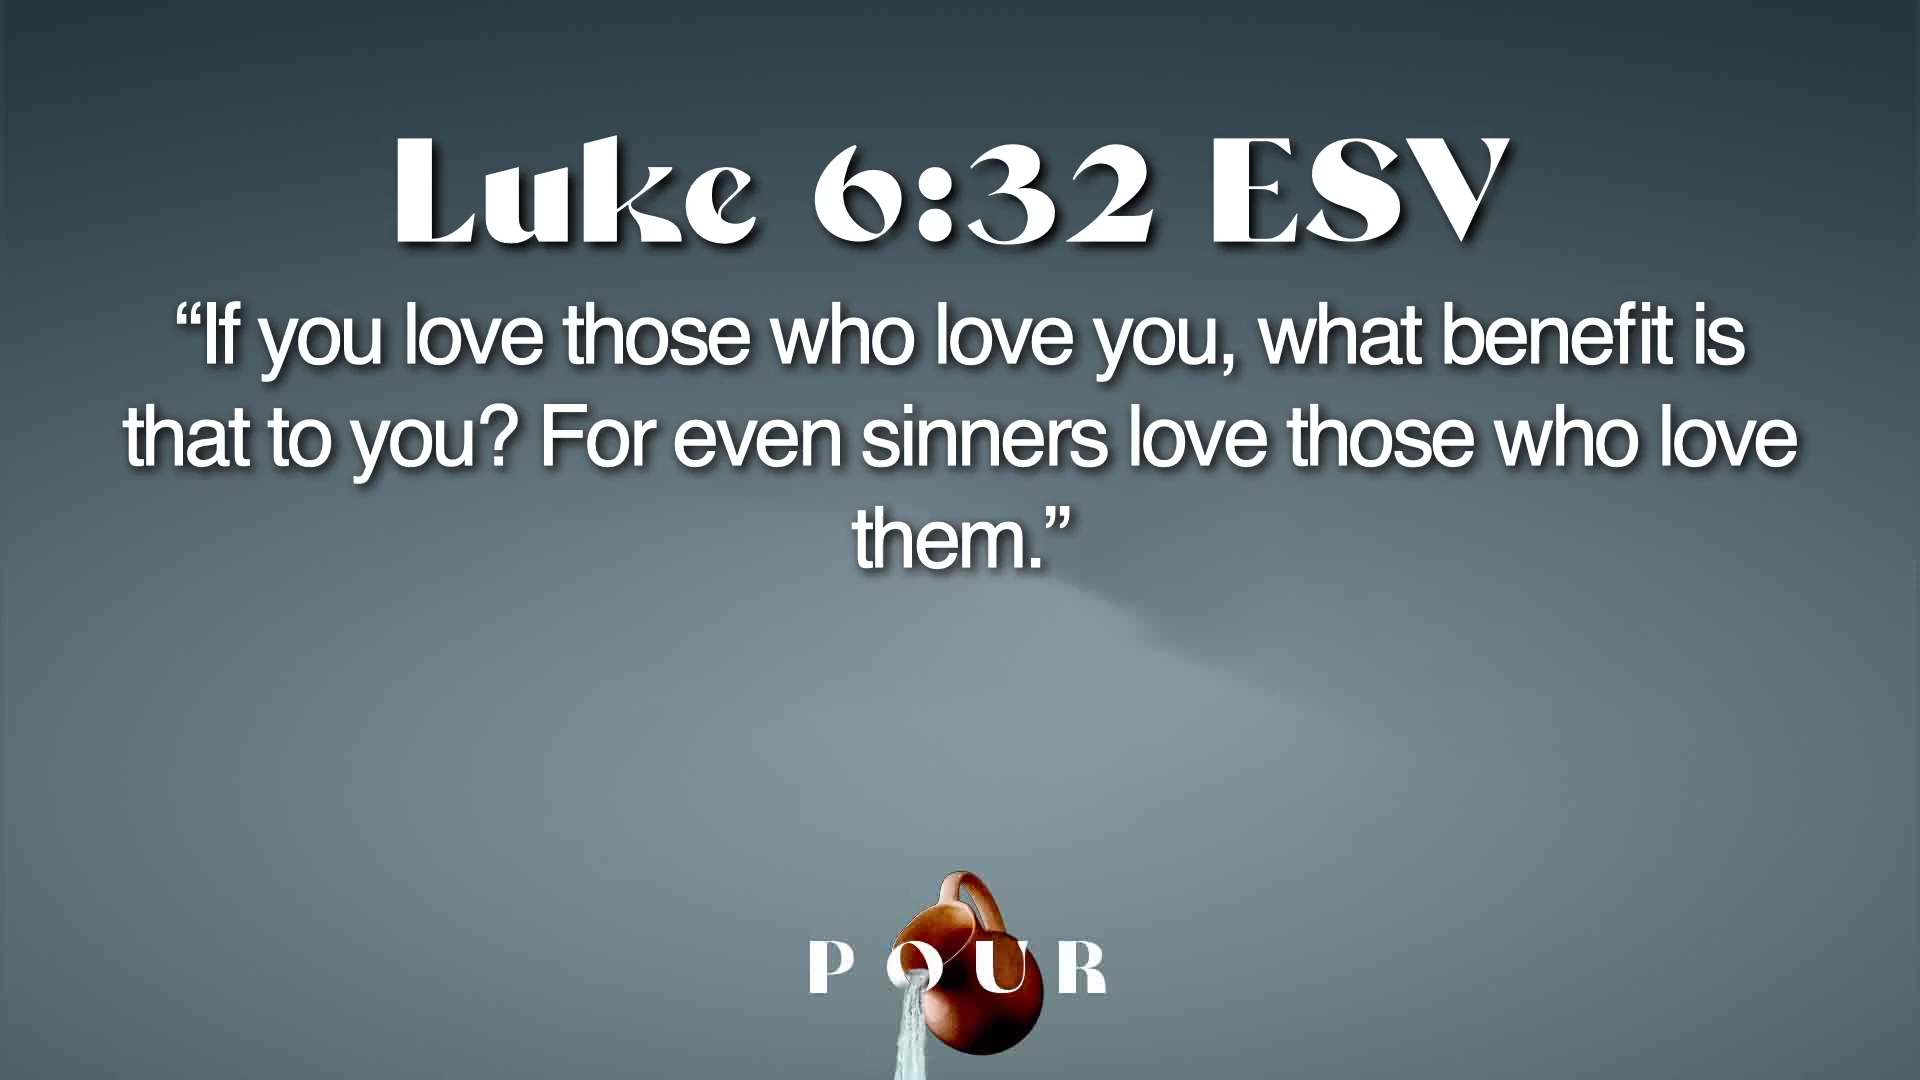 Luke 6:32 ESV
“If you love those who love you, what benefit is
that to you? For even sinners love those who love
them.”
POUR